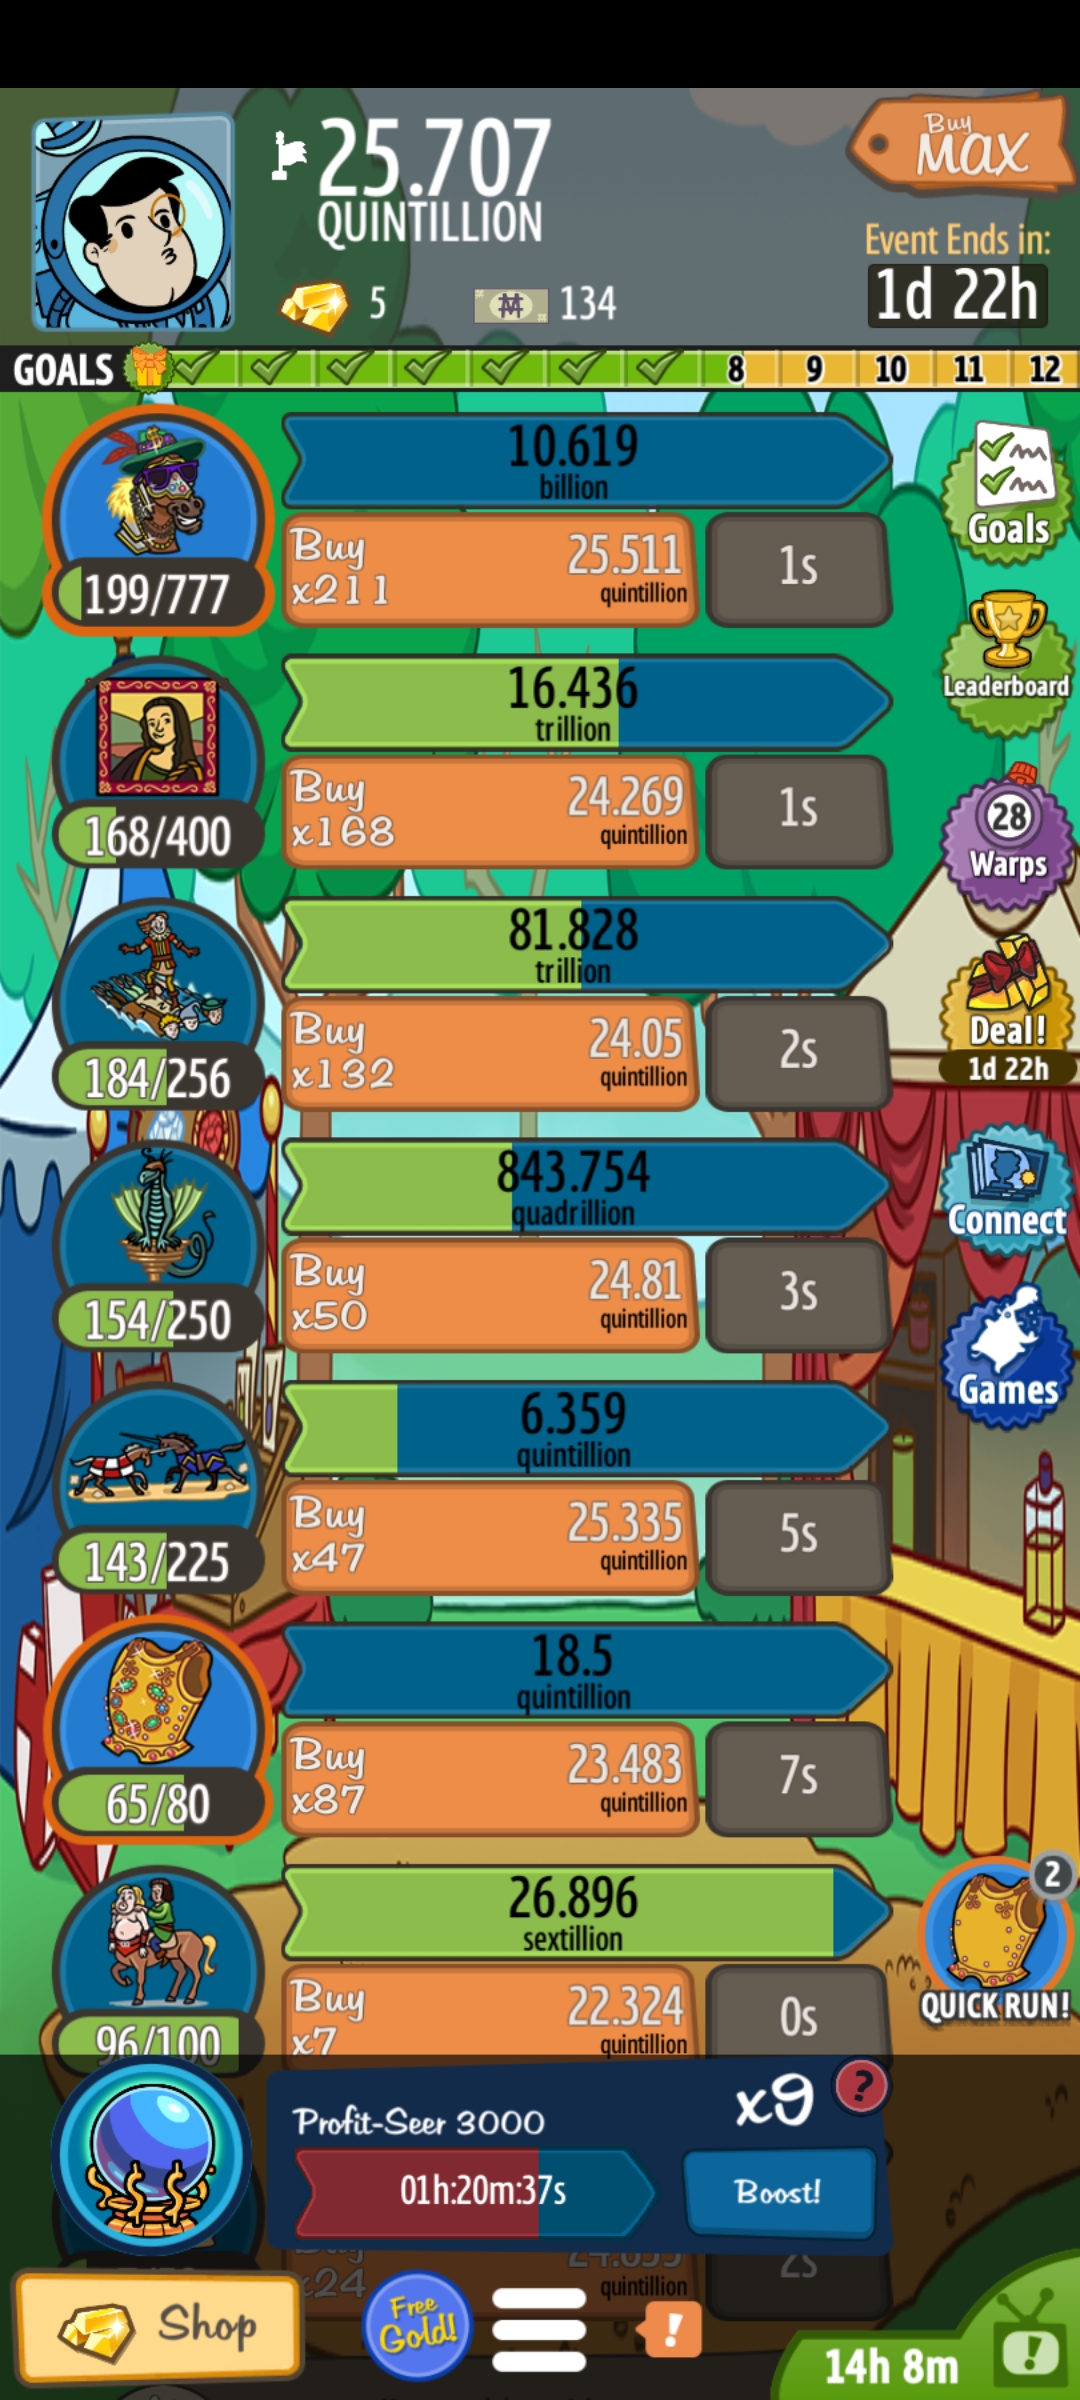 25.707
QUINTILLION
Buy
MAX
5
134
Event Ends in:
1d 22h
GOALS
8 9 10 11 12
10.619
billion
199/777
Buy
x211
25.511
quintillion
1s
Goals
16.436
trillion
168/400
Buy
x168
24.269
quintillion
1s
Leaderboard
28
Warps
81.828
trillion
184/256
Buy
x132
24.05
quintillion
2s
Deal!
1d 22h
843.754
quadrillion
154/250
Buy
x50
24.81
quintillion
3s
Connect
Games
6.359
quintillion
143/225
Buy
x47
25.335
quintillion
5s
18.5
quintillion
65/80
Buy
x87
23.483
quintillion
7s
26.896
sextillion
96/100
Buy
x7
22.324
quintillion
0s
2
QUICK RUN!
Profit-Seer 3000
x9
?
01h:20m:37s
Boost!
Buy
x24
quintillion
2s
Shop
Free
Gold!
!
14h 8m
!